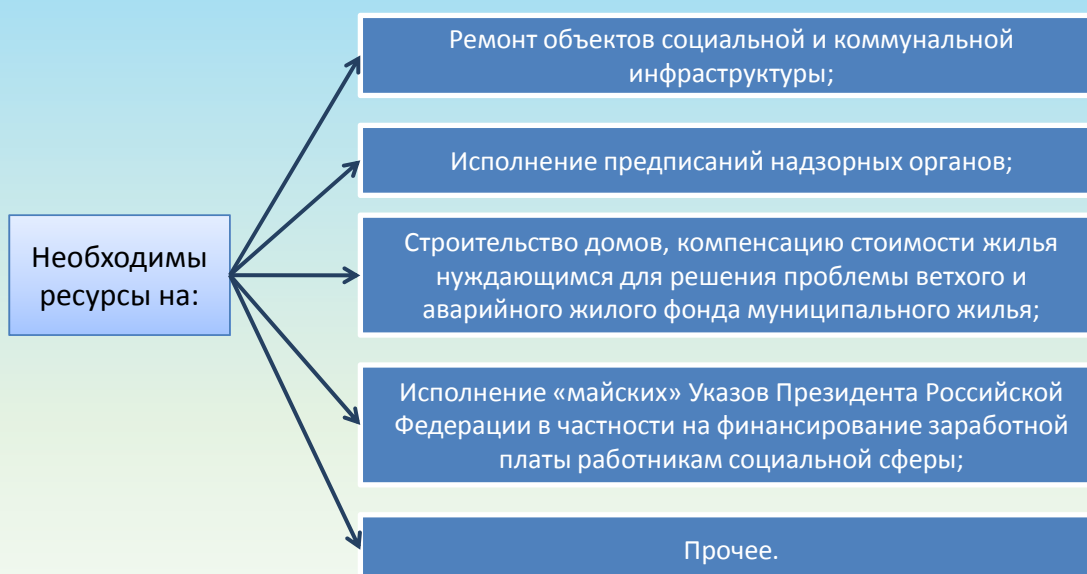 Необходимы
ресурсы на:
Ремонт объектов социальной и коммунальной
инфраструктуры;
Исполнение предписаний надзорных органов;
Строительство домов, компенсацию стоимости жилья
нуждающимся для решения проблемы ветхого и
аварийного жилого фонда муниципального жилья;
Исполнение «майских» Указов Президента Российской
Федерации в частности на финансирование заработной
платы работникам социальной сферы;
Прочее.